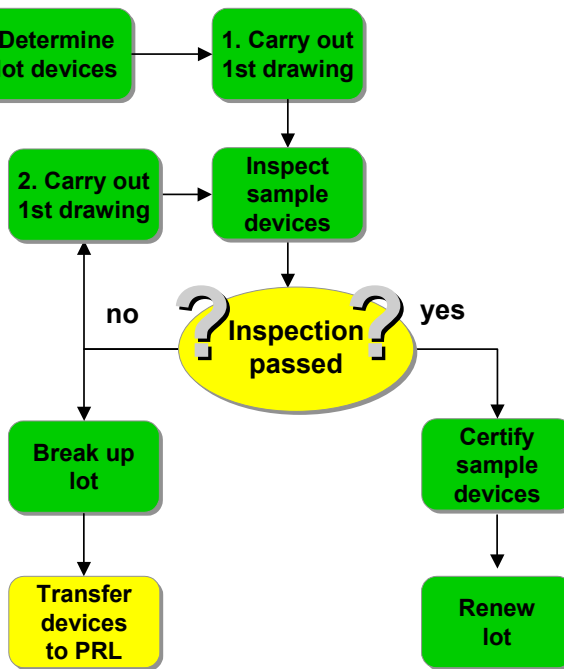 Determine
lot devices
1. Carry out
1st drawing
2. Carry out
1st drawing
Inspect
sample
devices
no
?
Inspection
passed
?
yes
Break up
lot
Certify
sample
devices
Transfer
devices
to PRL
Renew
lot